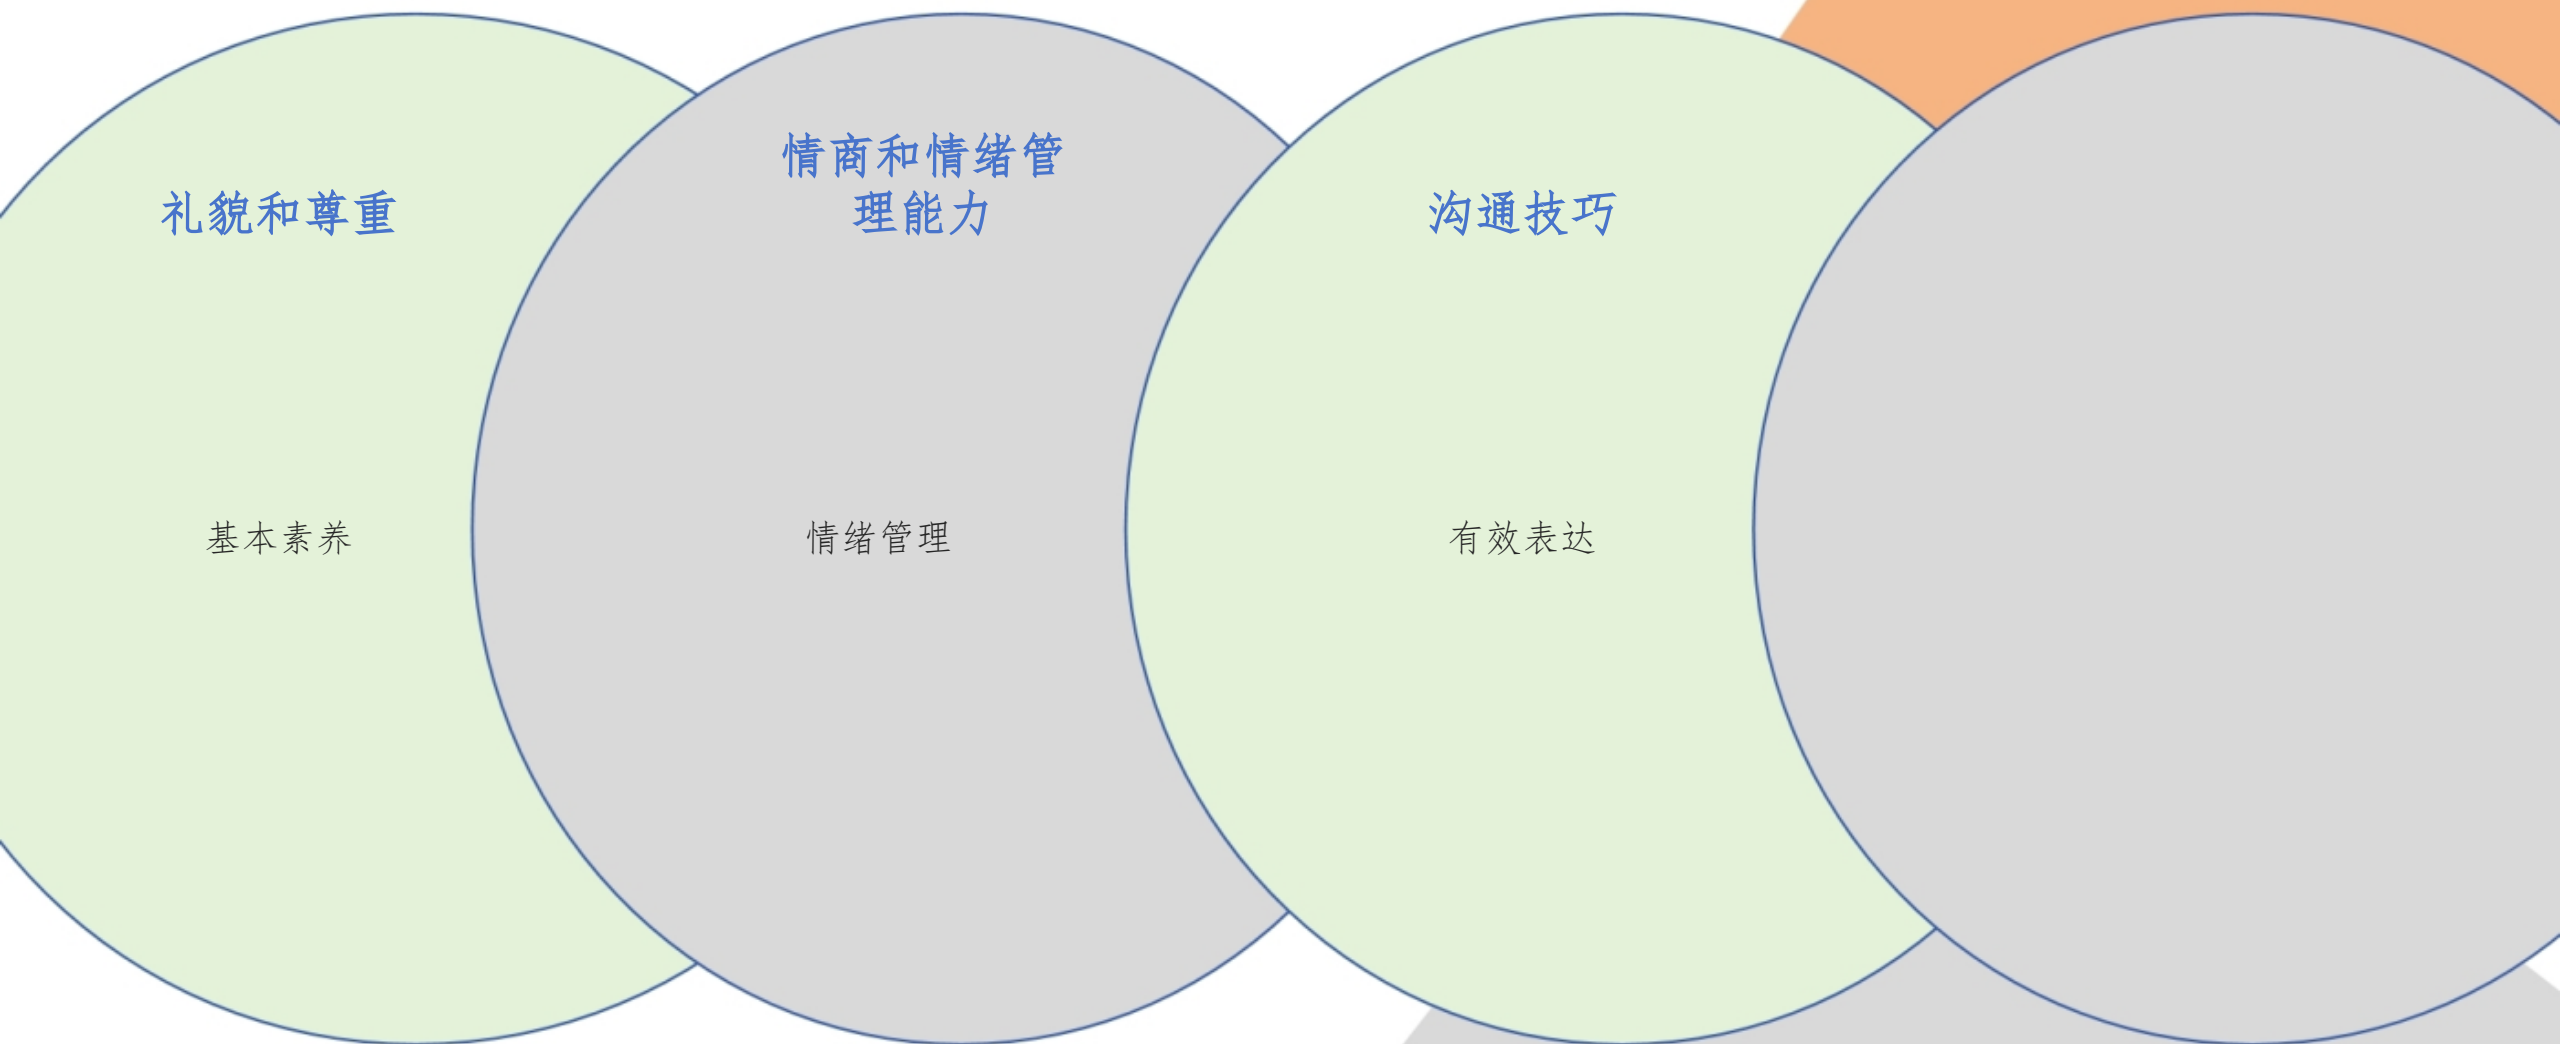 礼貌和尊重
情商和情绪管
理能力
沟通技巧
基本素养
情绪管理
有效表达